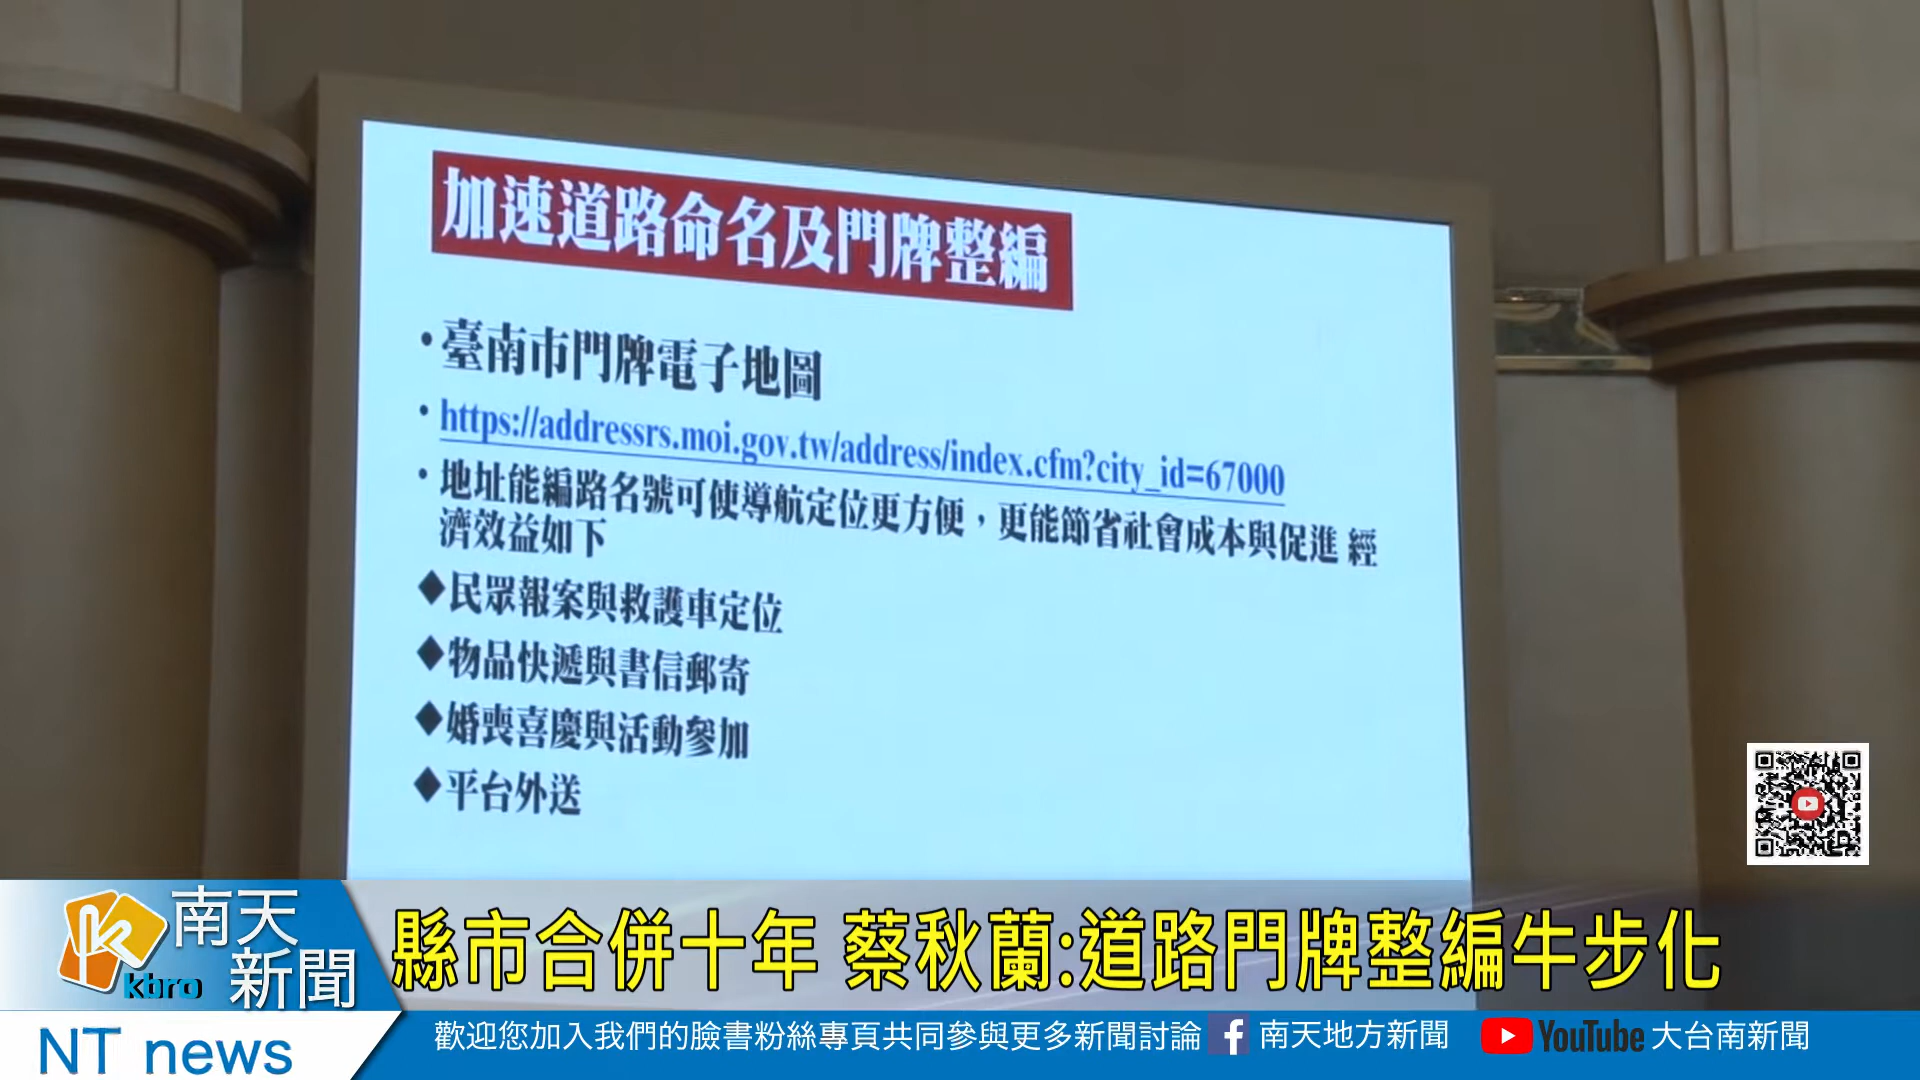 加速道路命名及門牌整編
•臺南市門牌電子地圖
•https://addressrs.moi.gov.tw/address/index.cfm?city_id=67000
•地址能編路名號可使導航定位更方便，更能節省社會成本與促進 經
濟效益如下
◆民眾報案與救護車定位
◆物品快遞與書信郵寄
◆婚喪喜慶與活動參加
◆平台外送
南天
新聞
kbro
縣市合併十年 蔡秋蘭:道路門牌整編牛步化
NT news
歡迎您加入我們的臉書粉絲專頁共同參與更多新聞討論 f 南天地方新聞 YouTube 大台南新聞